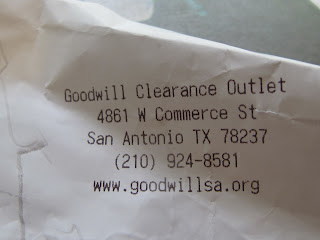 Goodwill Clearance Outlet
4861 W Commerce St
San Antonio TX 78237
(210) 924-8581
www.goodwillsa.org